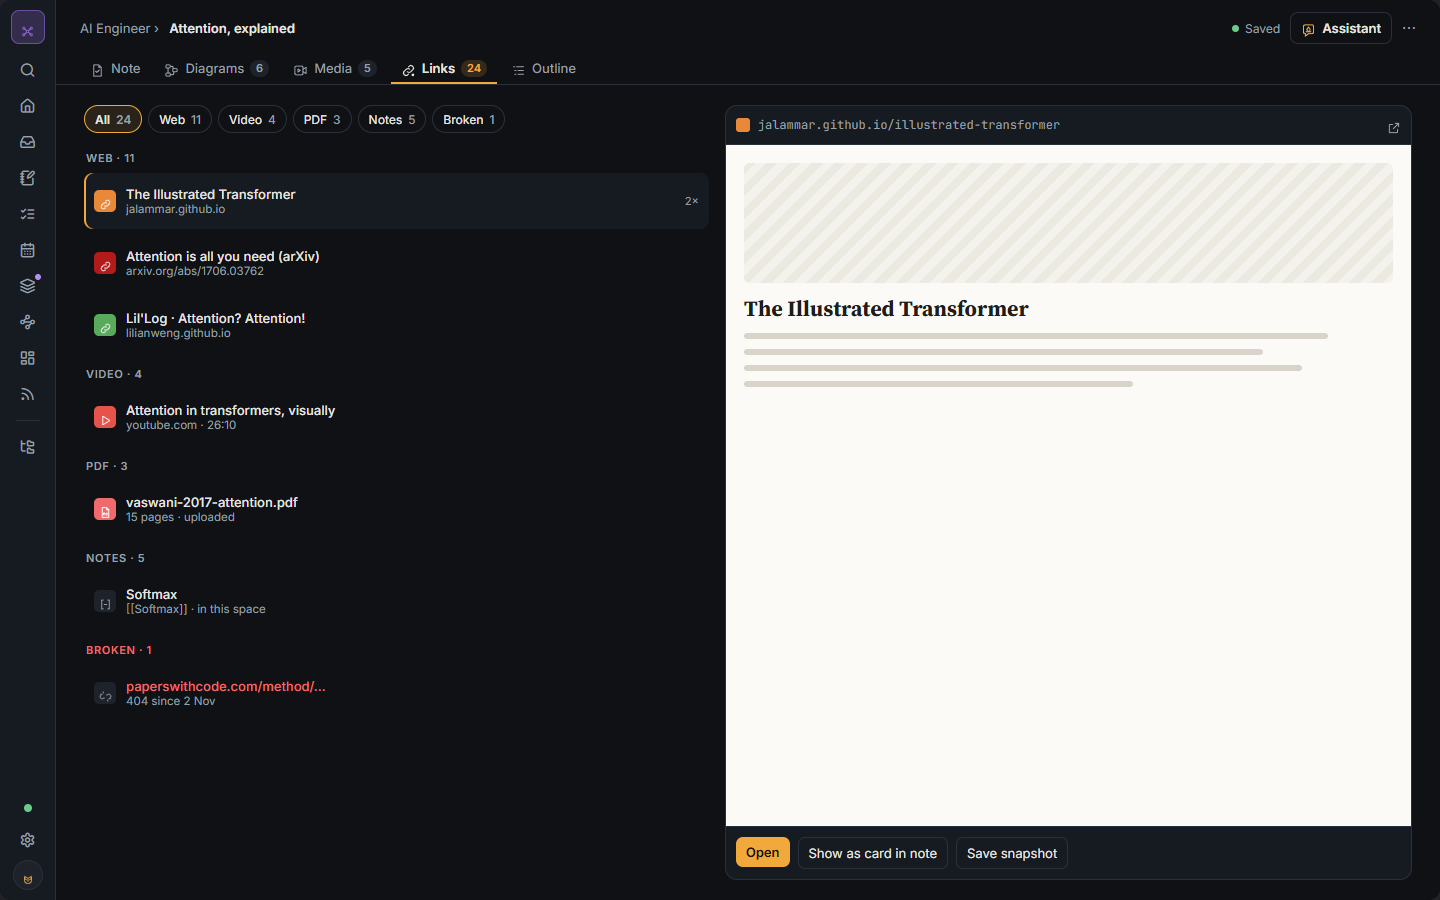 AI Engineer › Attention, explained
Saved
Assistant
Note
Diagrams 6
Media 5
Links 24
Outline
All 24
Web 11
Video 4
PDF 3
Notes 5
Broken 1
WEB · 11
The Illustrated Transformer
jalammar.github.io
2×
Attention is all you need (arXiv)
arxiv.org/abs/1706.03762
Lil'Log · Attention? Attention!
lilianweng.github.io
VIDEO · 4
Attention in transformers, visually
youtube.com · 26:10
PDF · 3
vaswani-2017-attention.pdf
15 pages · uploaded
NOTES · 5
Softmax
[[Softmax]] · in this space
BROKEN · 1
paperswithcode.com/method/...
404 since 2 Nov
jalammar.github.io/illustrated-transformer
The Illustrated Transformer
Open
Show as card in note
Save snapshot